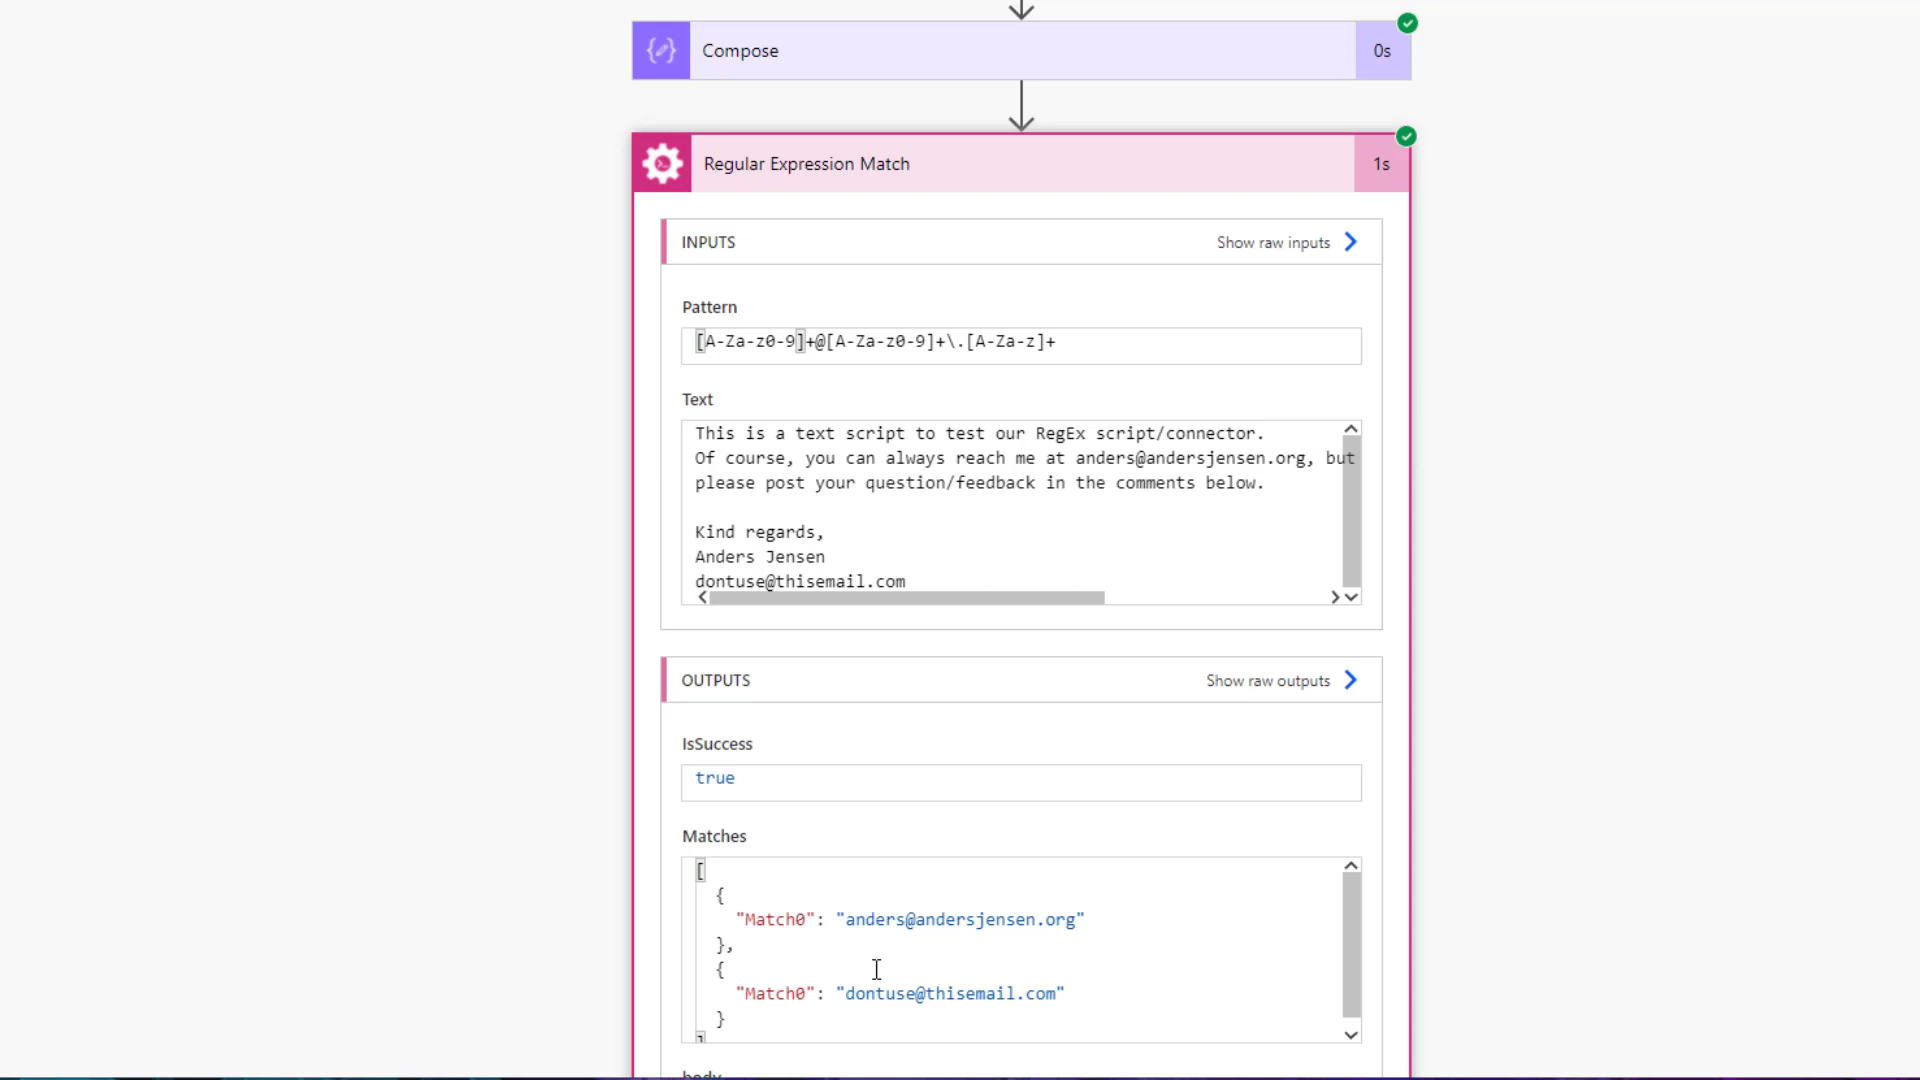 Compose
0s
Regular Expression Match
1s
INPUTS
Show raw inputs
Pattern
[A-Za-z0-9]+@[A-Za-z0-9]+\.[A-Za-z]+
Text
This is a text script to test our RegEx script/connector.
Of course, you can always reach me at anders@andersjensen.org, but
please post your question/feedback in the comments below.
Kind regards,
Anders Jensen
dontuse@thisemail.com
OUTPUTS
Show raw outputs
IsSuccess
true
Matches
[
{
"Match0": "anders@andersjensen.org"
},
{
"Match0": "dontuse@thisemail.com"
}
]
body